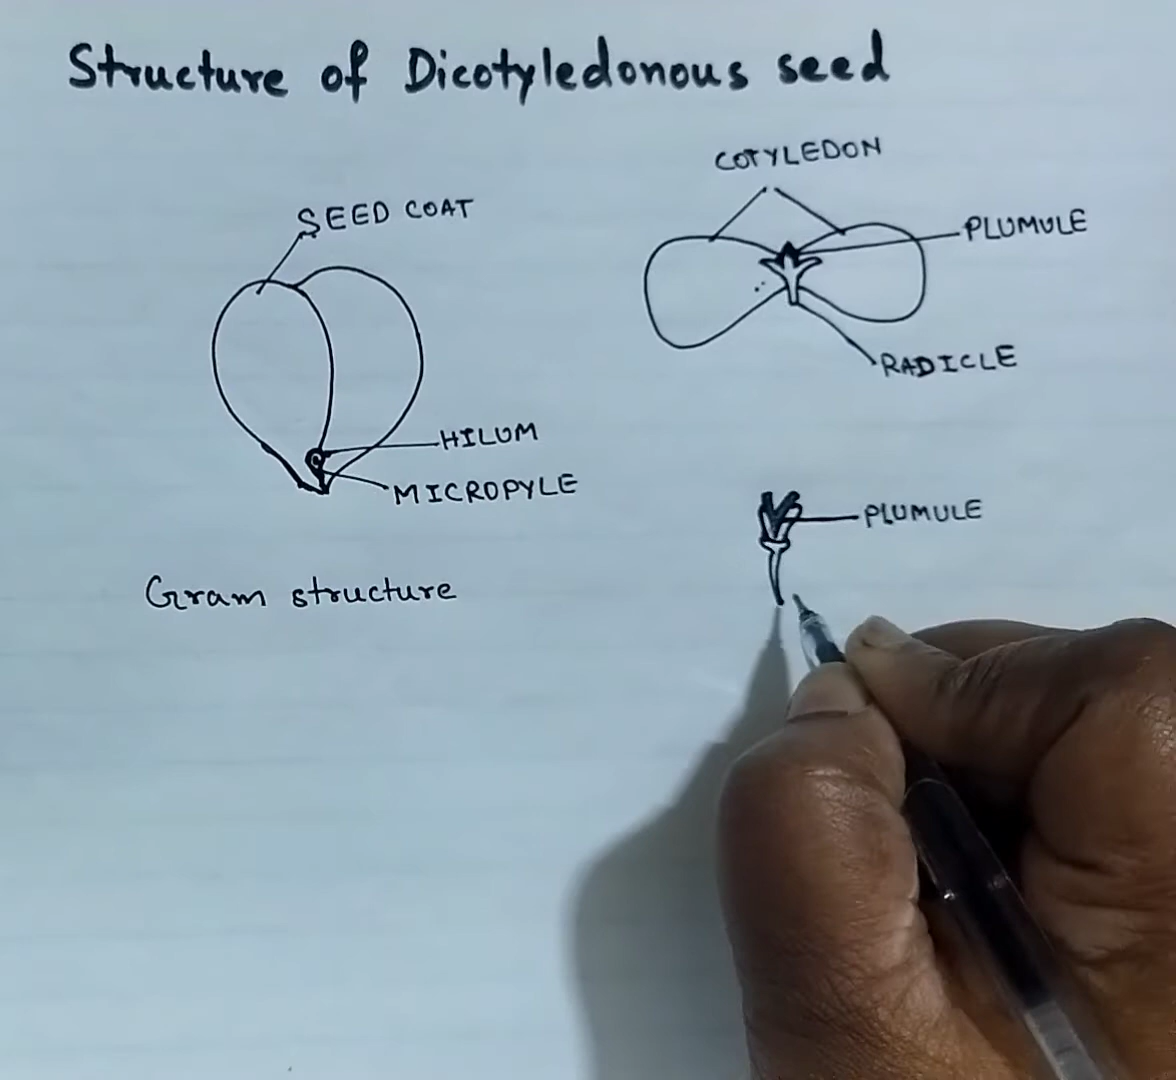 Structure of Dicotyledonous seed
COTYLEDON
SEED COAT
PLUMULE
RADICLE
HILUM
MICROPYLE
PLUMULE
Gram structure